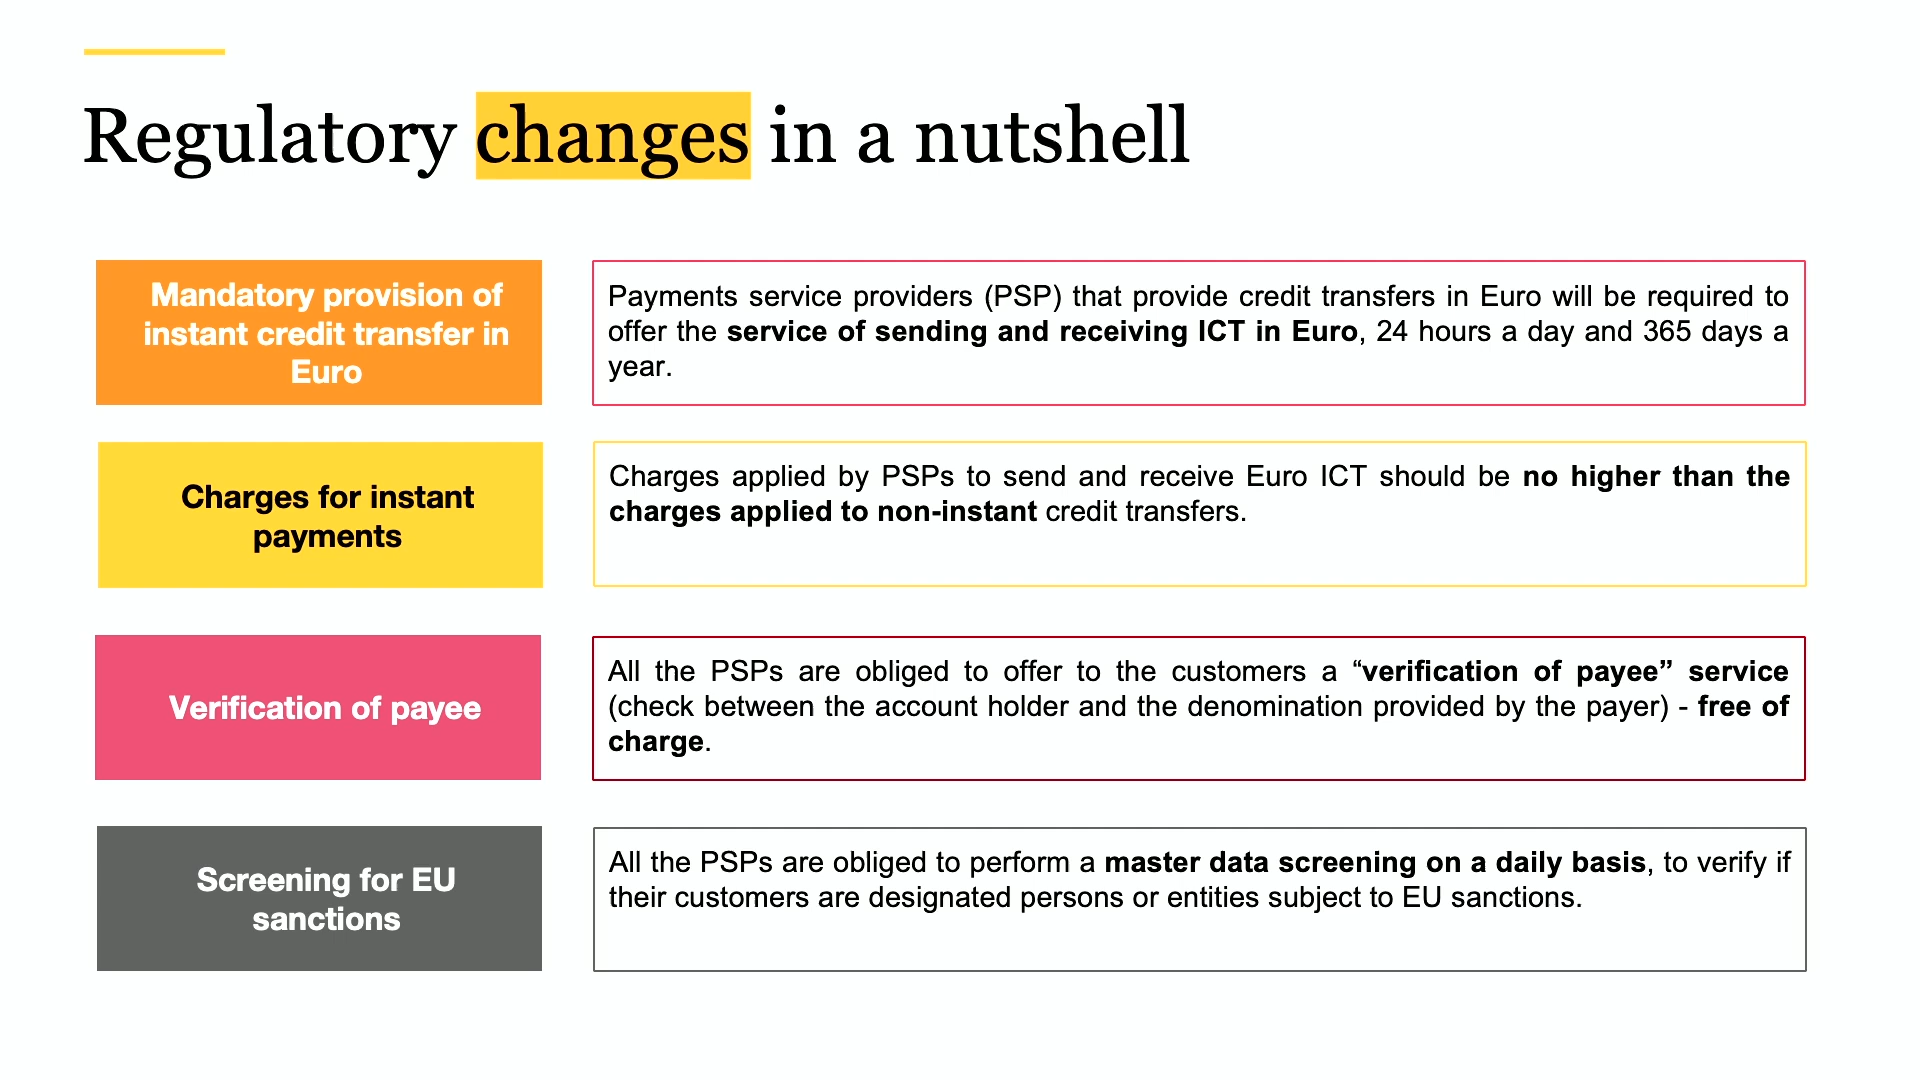 Regulatory changes in a nutshell
Mandatory provision of
instant credit transfer in
Euro
Payments service providers (PSP) that provide credit transfers in Euro will be required to
offer the service of sending and receiving ICT in Euro, 24 hours a day and 365 days a
year.
Charges for instant
payments
Charges applied by PSPs to send and receive Euro ICT should be no higher than the
charges applied to non-instant credit transfers.
Verification of payee
All the PSPs are obliged to offer to the customers a “verification of payee” service
(check between the account holder and the denomination provided by the payer) - free of
charge.
Screening for EU
sanctions
All the PSPs are obliged to perform a master data screening on a daily basis, to verify if
their customers are designated persons or entities subject to EU sanctions.